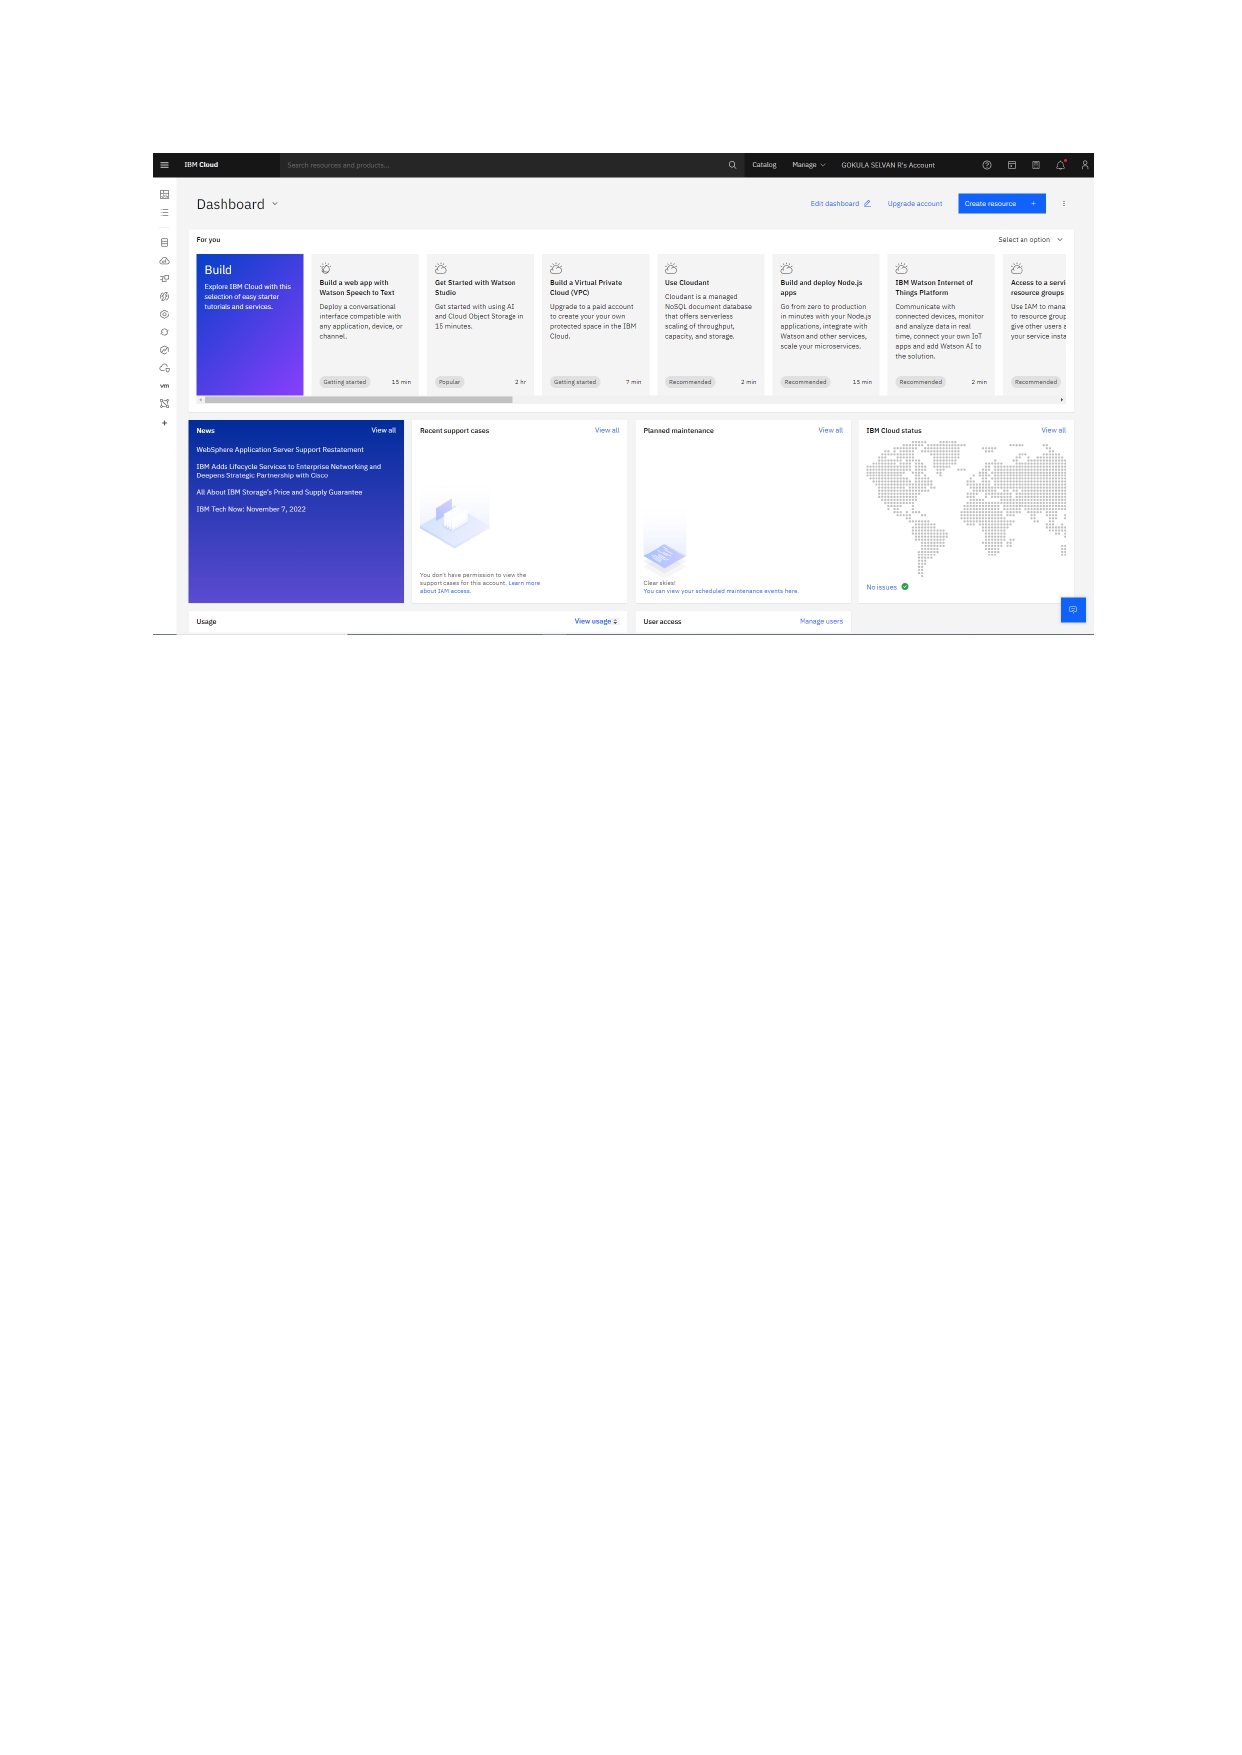 IBM Cloud Search resources and products... Catalog Manage GOKULA SELVAN R's Account
Dashboard Edit dashboard Upgrade account Create resource +
For you Select an option
Build
Explore IBM Cloud with this
selection of easy starter
tutorials and services.
Build a web app with
Watson Speech to Text
Deploy a conversational
interface compatible with
any application, device, or
channel.
Getting started 15 min
Get Started with Watson
Studio
Get started with using AI
and Cloud Object Storage in
15 minutes.
Popular 2 hr
Build a Virtual Private
Cloud (VPC)
Upgrade to a paid account
to create your your own
protected space in the IBM
Cloud.
Getting started 7 min
Use Cloudant
Cloudant is a managed
NoSQL document database
that offers serverless
scaling of throughput,
capacity, and storage.
Recommended 2 min
Build and deploy Node.js
apps
Go from zero to production
in minutes with your Node.js
applications, integrate with
Watson and other services,
scale your microservices.
Recommended 15 min
IBM Watson Internet of
Things Platform
Communicate with
connected devices, monitor
and analyze data in real
time, connect your own IoT
apps and add Watson AI to
the solution.
Recommended 2 min
Access to a servi
resource groups
Use IAM to mana
to resource group
give other users a
your service insta
Recommended
vm
News View all
WebSphere Application Server Support Restatement
IBM Adds Lifecycle Services to Enterprise Networking and
Deepens Strategic Partnership with Cisco
All About IBM Storage's Price and Supply Guarantee
IBM Tech Now: November 7, 2022
Recent support cases View all
You don't have permission to view the
support cases for this account. Learn more
about IAM access.
Planned maintenance View all
Clear skies!
You can view your scheduled maintenance events here.
IBM Cloud status View all
No issues
Usage View usage
User access Manage users